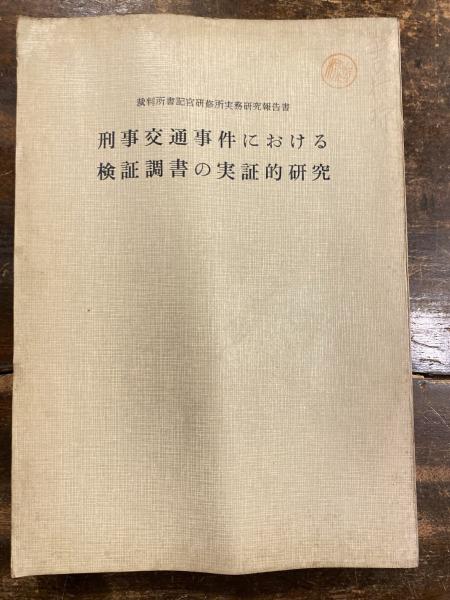 裁判所書記官研修所実務研究報告書
刑事交通事件における
検証調書の実証的研究